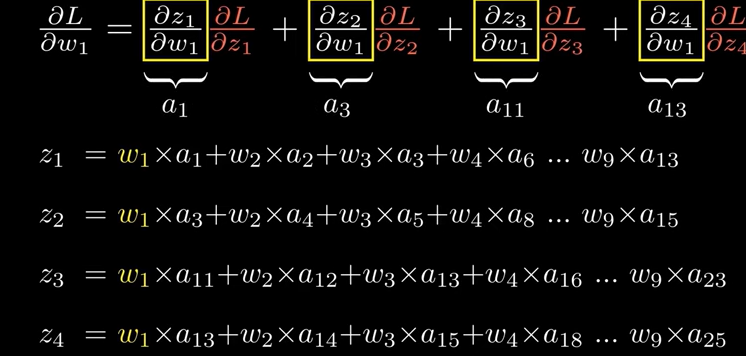 ∂L/∂w₁ = ∂z₁/∂w₁ ∂L/∂z₁ + ∂z₂/∂w₁ ∂L/∂z₂ + ∂z₃/∂w₁ ∂L/∂z₃ + ∂z₄/∂w₁ ∂L/∂z₄
a₁ a₃ a₁₁ a₁₃
z₁ = w₁×a₁+w₂×a₂+w₃×a₃+w₄×a₆ ... w₉×a₁₃
z₂ = w₁×a₃+w₂×a₄+w₃×a₅+w₄×a₈ ... w₉×a₁₅
z₃ = w₁×a₁₁+w₂×a₁₂+w₃×a₁₃+w₄×a₁₆ ... w₉×a₂₃
z₄ = w₁×a₁₃+w₂×a₁₄+w₃×a₁₅+w₄×a₁₈ ... w₉×a₂₅